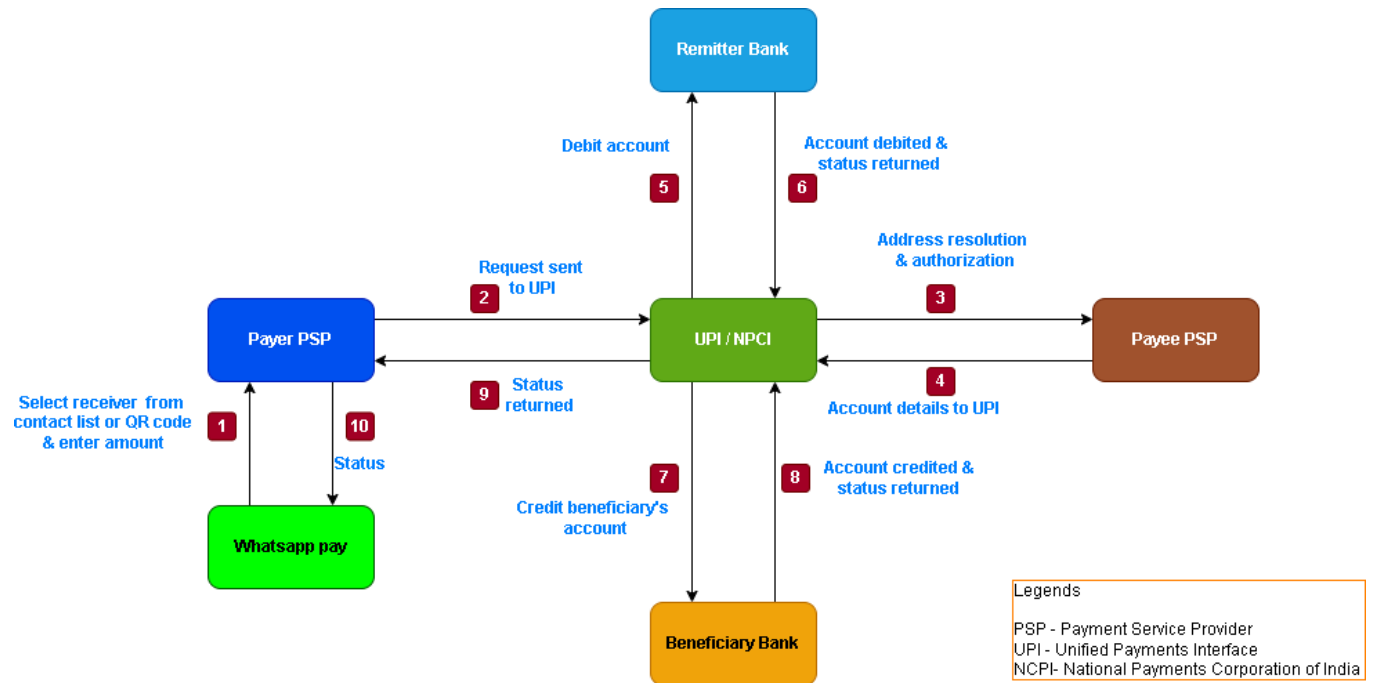 Remitter Bank
Debit account
5
Account debited &
status returned
6
Address resolution
& authorization
3
Request sent
to UPI
2
Payer PSP
UPI / NPCI
Payee PSP
9
Status
returned
4
Account details to UPI
Select receiver from
contact list or QR code
& enter amount
1
10
Status
7
Credit beneficiary's
account
8
Account credited &
status returned
Whatsapp pay
Beneficiary Bank
Legends
PSP - Payment Service Provider
UPI - Unified Payments Interface
NCPI- National Payments Corporation of India